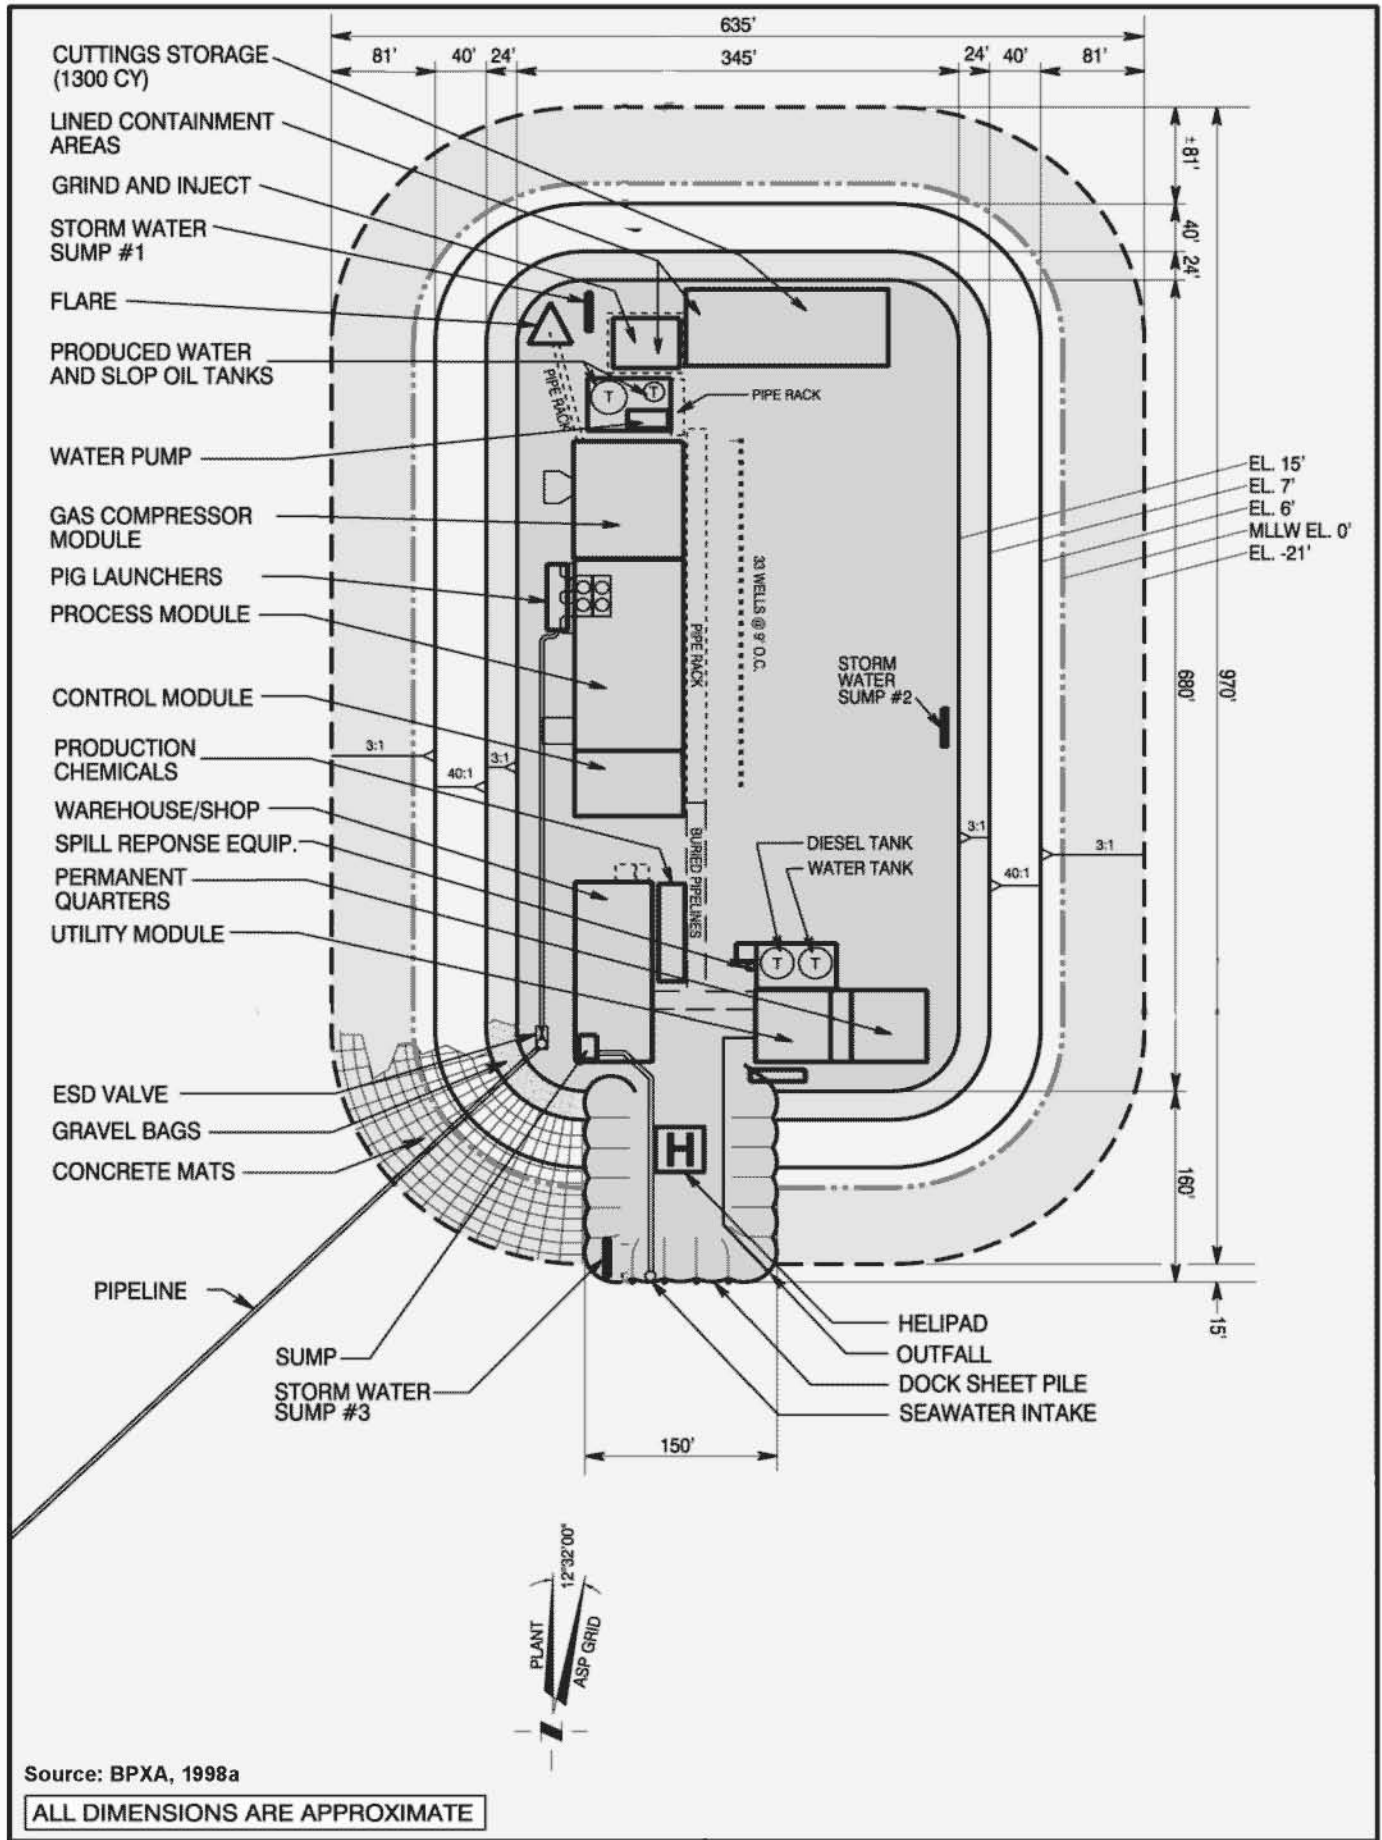 635'
81'
40'
24'
345'
24'
40'
81'
CUTTINGS STORAGE
(1300 CY)
LINED CONTAINMENT
AREAS
GRIND AND INJECT
STORM WATER
SUMP #1
FLARE
PRODUCED WATER
AND SLOP OIL TANKS
WATER PUMP
GAS COMPRESSOR
MODULE
PIG LAUNCHERS
PROCESS MODULE
CONTROL MODULE
PRODUCTION
CHEMICALS
WAREHOUSE/SHOP
SPILL REPONSE EQUIP.
PERMANENT
QUARTERS
UTILITY MODULE
ESD VALVE
GRAVEL BAGS
CONCRETE MATS
PIPELINE
SUMP
STORM WATER
SUMP #3
PIPE RACK
T
T
PIPE RACK
PIPE RACK
33 WELLS @ 9' O.C.
BURIED PIPELINES
STORM
WATER
SUMP #2
DIESEL TANK
WATER TANK
T
T
H
3:1
40:1
3:1
3:1
40:1
3:1
±81'
40'
24'
EL. 15'
EL. 7'
EL. 6'
MLLW EL. 0'
EL. -21'
680'
970'
160'
15'
HELIPAD
OUTFALL
DOCK SHEET PILE
SEAWATER INTAKE
150'
12°32'00"
PLANT
ASP GRID
N
Source: BPXA, 1998a
ALL DIMENSIONS ARE APPROXIMATE